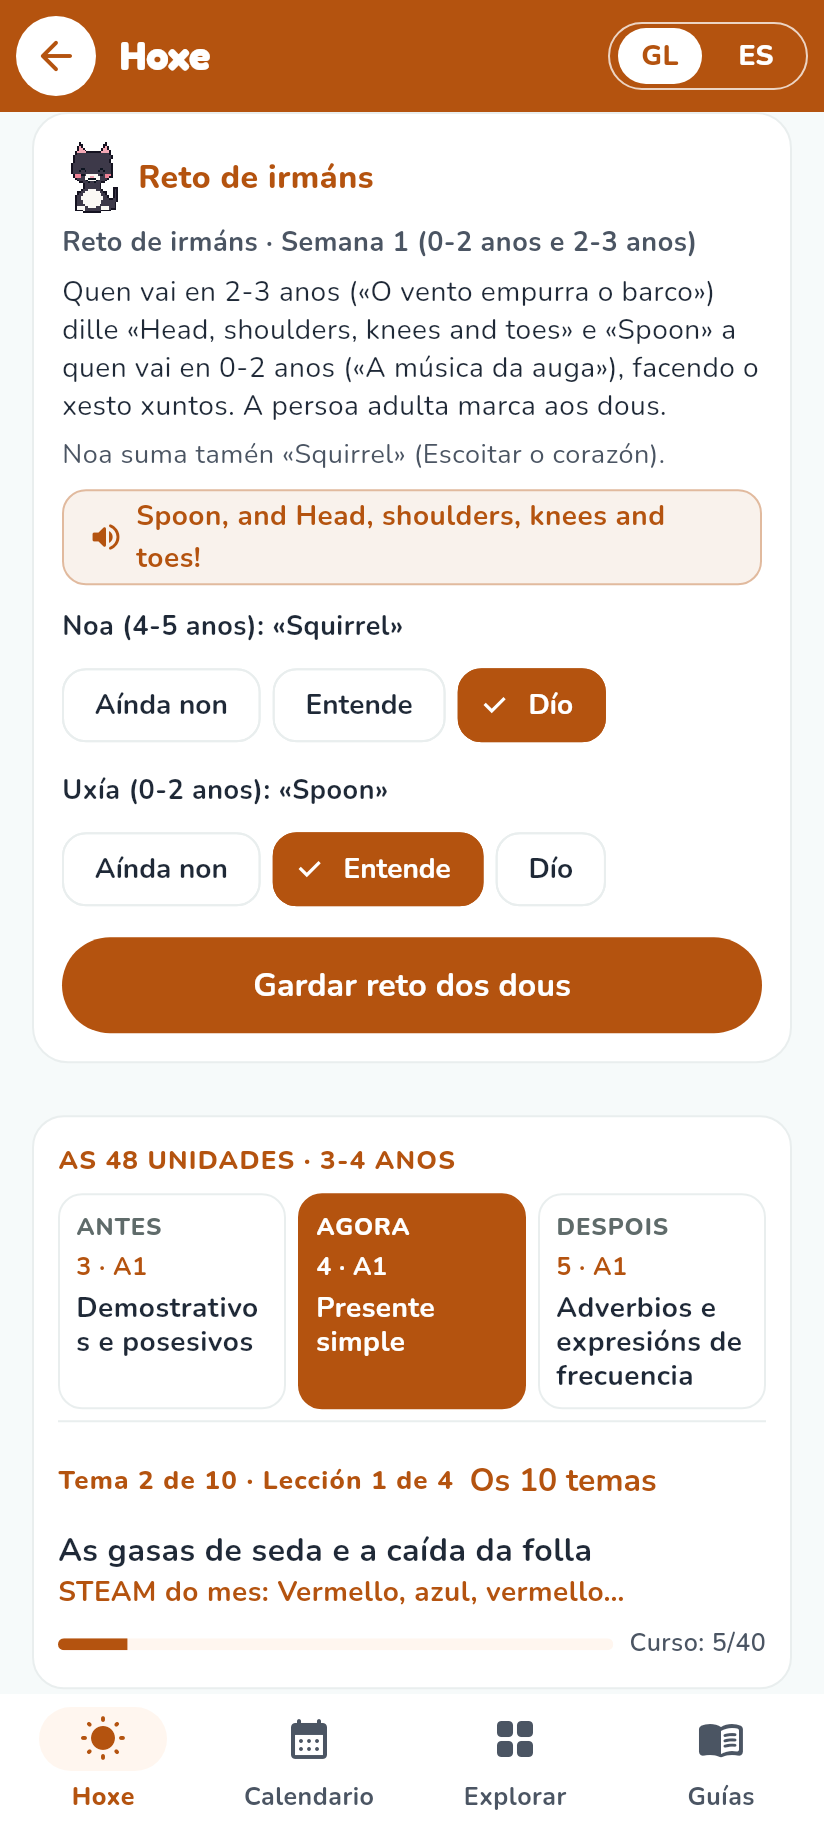 Hoxe
GL
ES
Reto de irmáns
Reto de irmáns · Semana 1 (0-2 anos e 2-3 anos)
Quen vai en 2-3 anos («O vento empurra o barco»)
dille «Head, shoulders, knees and toes» e «Spoon» a
quen vai en 0-2 anos («A música da auga»), facendo o
xesto xuntos. A persoa adulta marca aos dous.
Noa suma tamén «Squirrel» (Escoitar o corazón).
Spoon, and Head, shoulders, knees and
toes!
Noa (4-5 anos): «Squirrel»
Aínda non
Entende
Dío
Uxía (0-2 anos): «Spoon»
Aínda non
Entende
Dío
Gardar reto dos dous
AS 48 UNIDADES · 3-4 ANOS
ANTES
3 · A1
Demostrativo
s e posesivos
AGORA
4 · A1
Presente
simple
DESPOIS
5 · A1
Adverbios e
expresións de
frecuencia
Tema 2 de 10 · Lección 1 de 4
Os 10 temas
As gasas de seda e a caída da folla
STEAM do mes: Vermello, azul, vermello...
Curso: 5/40
Hoxe
Calendario
Explorar
Guías